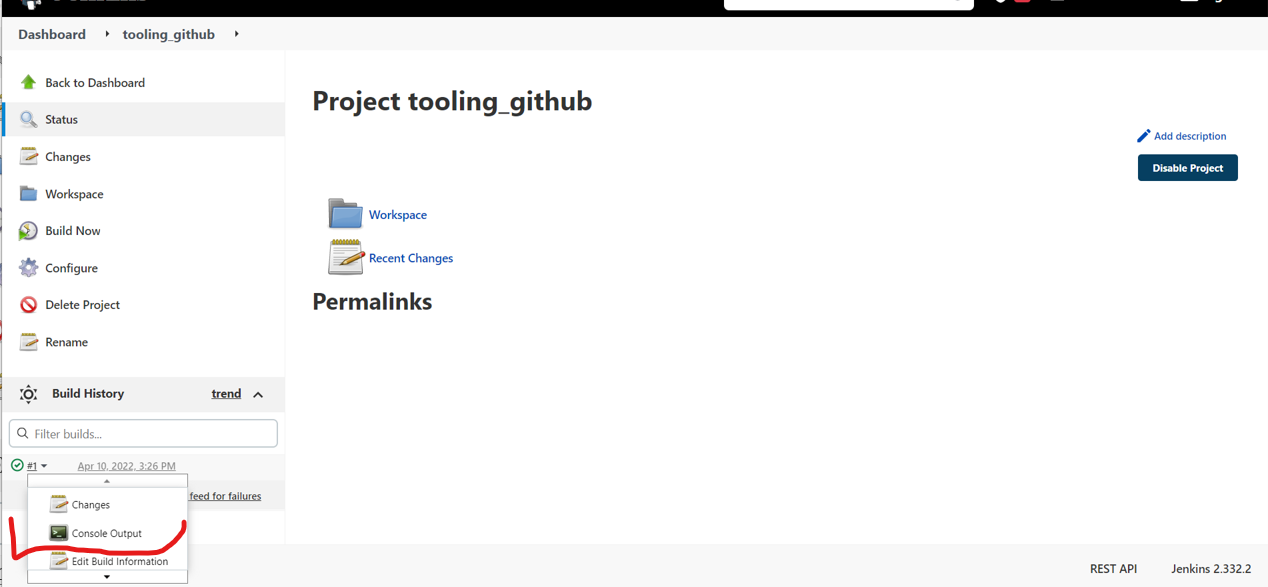 Dashboard tooling_github
Back to Dashboard
Status
Changes
Workspace
Build Now
Configure
Delete Project
Rename
Build History trend
Filter builds...
#1 Apr 10, 2022, 3:26 PM
feed for failures
Changes
Console Output
Edit Build Information
Project tooling_github
Add description
Disable Project
Workspace
Recent Changes
Permalinks
REST API Jenkins 2.332.2